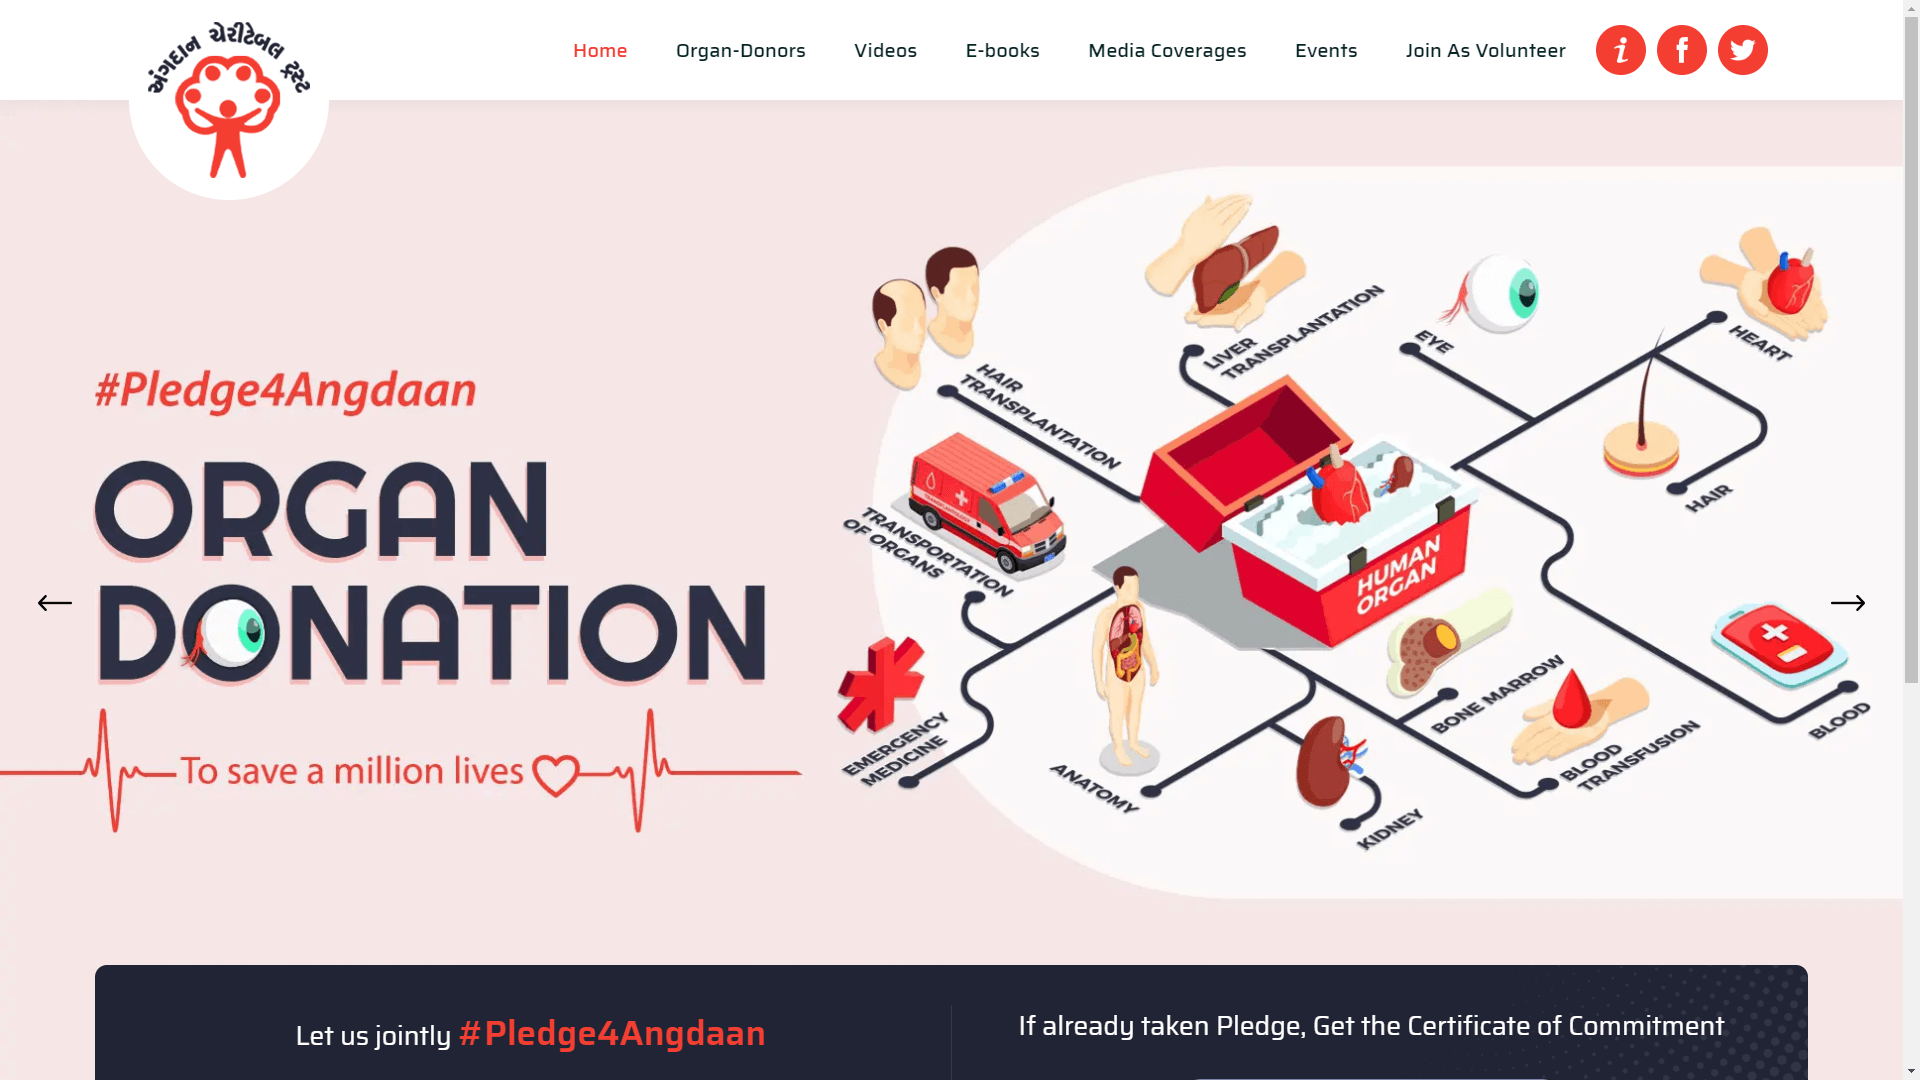 અંગદાન ચેરીટેબલ ટ્રસ્ટ
Home
Organ-Donors
Videos
E-books
Media Coverages
Events
Join As Volunteer
#Pledge4Angdaan
ORGAN
DONATION
To save a million lives
HAIR
TRANSPLANTATION
LIVER
TRANSPLANTATION
EYE
HEART
HAIR
TRANSPORTATION
OF ORGANS
HUMAN
ORGAN
EMERGENCY
MEDICINE
ANATOMY
KIDNEY
BONE MARROW
BLOOD
TRANSFUSION
BLOOD
Let us jointly #Pledge4Angdaan
If already taken Pledge, Get the Certificate of Commitment